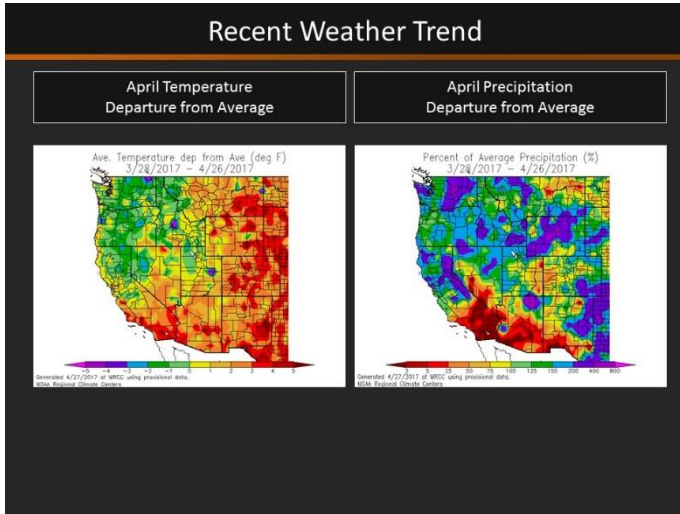 Recent Weather Trend
April Temperature
Departure from Average
April Precipitation
Departure from Average
Ave. Temperature dep from Ave (deg F)
3/28/2017 – 4/26/2017
-5 -4 -3 -2 -1 0 1 2 3 4 5
Generated 4/27/2017 at WRCC using provisional data.
NOAA Regional Climate Centers
Percent of Average Precipitation (%)
3/28/2017 – 4/26/2017
5 25 50 75 100 125 150 200 400 800
Generated 4/27/2017 at WRCC using provisional data.
NOAA Regional Climate Centers